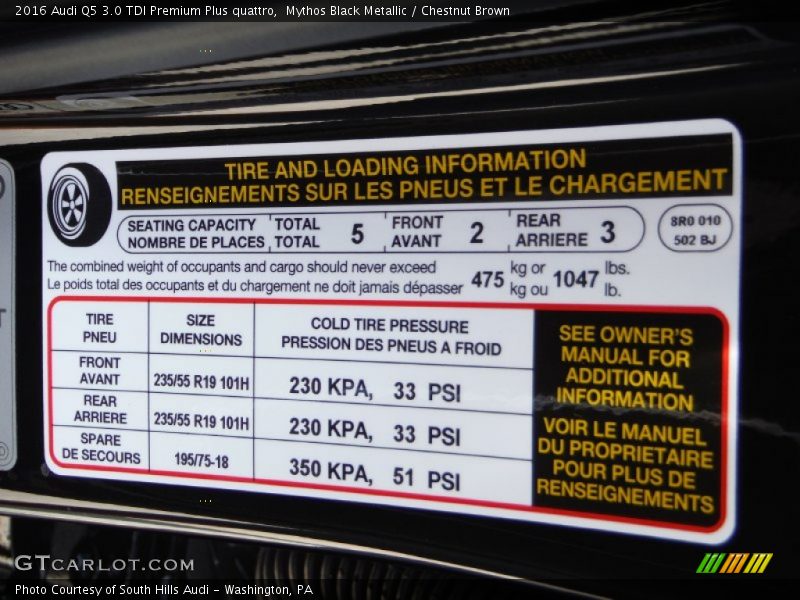 2016 Audi Q5 3.0 TDI Premium Plus quattro, Mythos Black Metallic / Chestnut Brown
TIRE AND LOADING INFORMATION
RENSEIGNEMENTS SUR LES PNEUS ET LE CHARGEMENT
SEATING CAPACITY TOTAL 5 FRONT 2 REAR 3
NOMBRE DE PLACES TOTAL AVANT ARRIERE
8R0 010
502 BJ
The combined weight of occupants and cargo should never exceed 475 kg or 1047 lbs.
Le poids total des occupants et du chargement ne doit jamais dépasser kg ou lb.
TIRE SIZE COLD TIRE PRESSURE
PNEU DIMENSIONS PRESSION DES PNEUS A FROID
FRONT
AVANT 235/55 R19 101H 230 KPA, 33 PSI
REAR
ARRIERE 235/55 R19 101H 230 KPA, 33 PSI
SPARE
DE SECOURS 195/75-18 350 KPA, 51 PSI
SEE OWNER'S
MANUAL FOR
ADDITIONAL
INFORMATION
VOIR LE MANUEL
DU PROPRIETAIRE
POUR PLUS DE
RENSEIGNEMENTS
GTCARLOT.COM
Photo Courtesy of South Hills Audi - Washington, PA